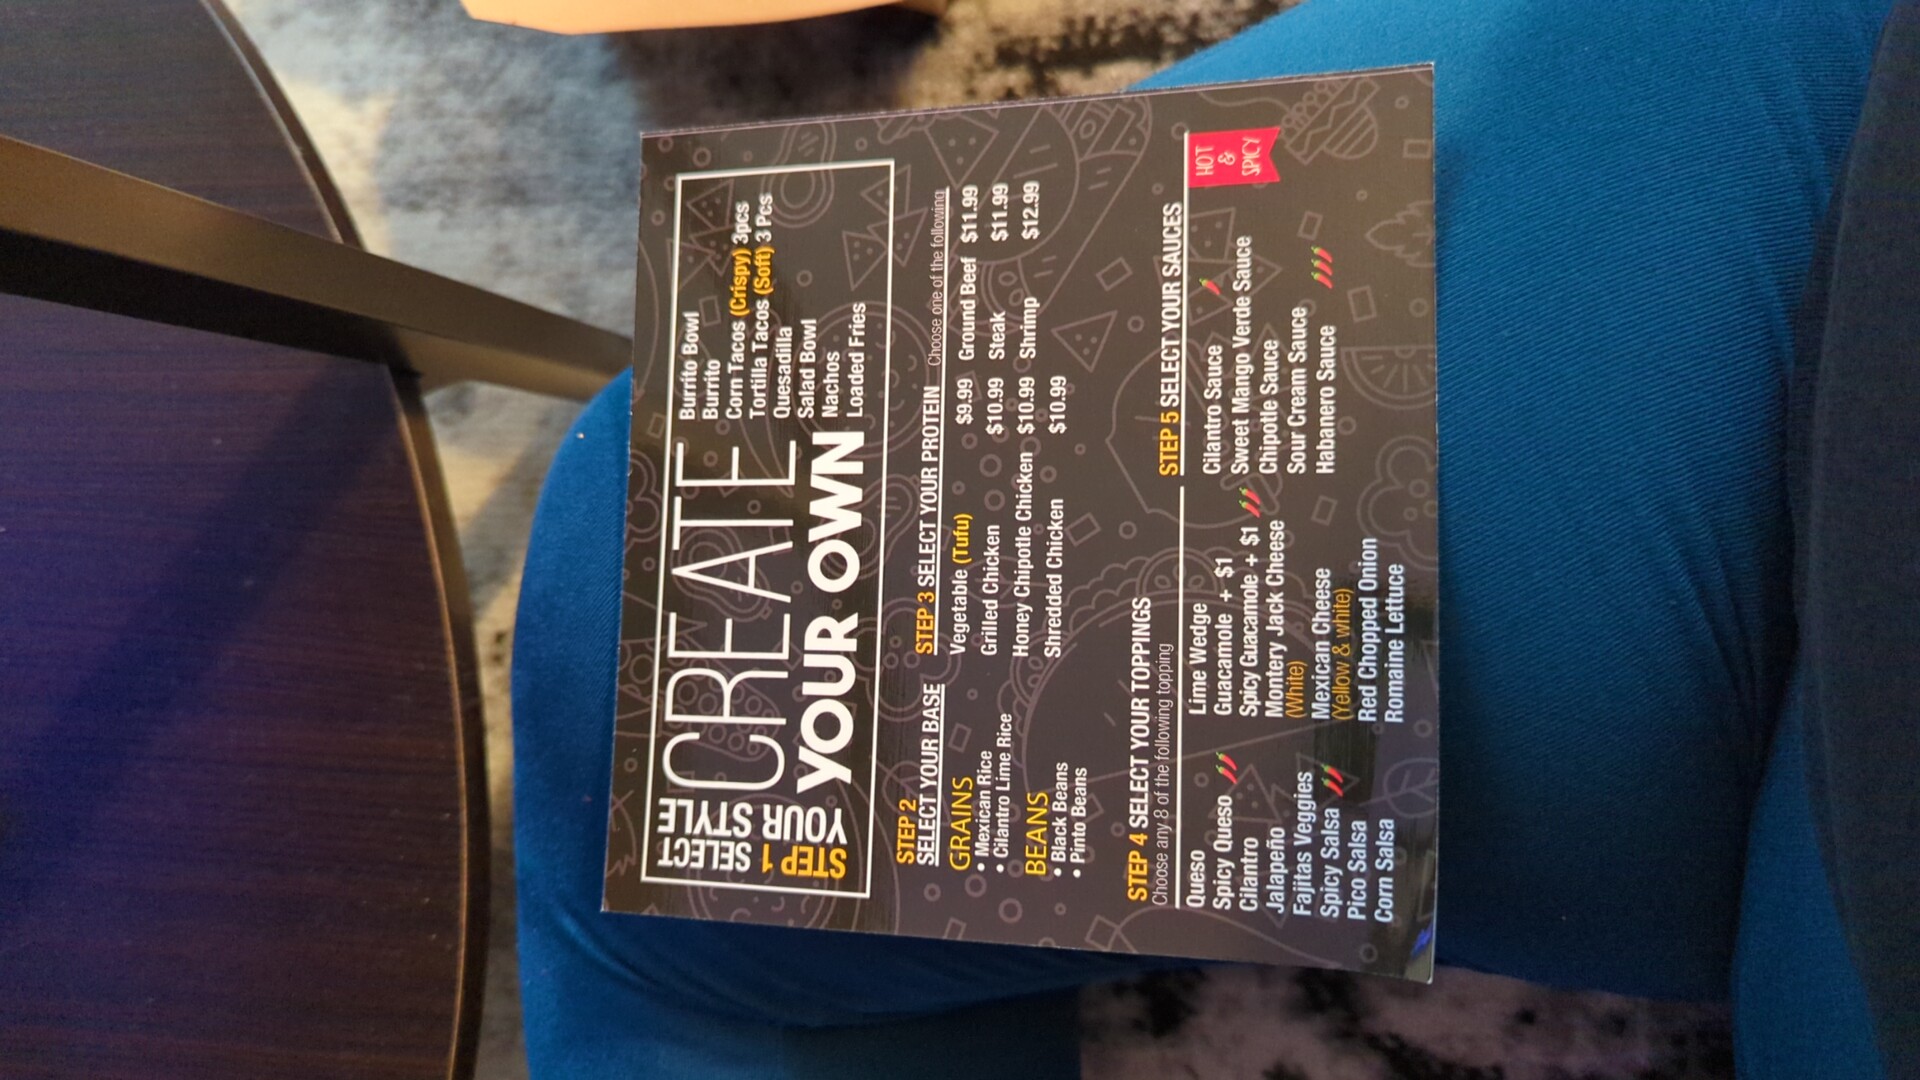 STEP 1
SELECT
YOUR STYLE
CREATE
YOUR OWN
Burrito Bowl
Burrito
Corn Tacos (Crispy) 3pcs
Tortilla Tacos (Soft) 3 Pcs
Quesadilla
Salad Bowl
Nachos
Loaded Fries
STEP 2
SELECT YOUR BASE
GRAINS
• Mexican Rice
• Cilantro Lime Rice
BEANS
• Black Beans
• Pinto Beans
STEP 3 SELECT YOUR PROTEIN Choose one of the following
Vegetable (Tufu) $9.99
Grilled Chicken $10.99
Honey Chipotle Chicken $10.99
Shredded Chicken $10.99
Ground Beef $11.99
Steak $11.99
Shrimp $12.99
STEP 4 SELECT YOUR TOPPINGS
Choose any 8 of the following topping
Queso
Spicy Queso
Cilantro
Jalapeño
Fajitas Veggies
Spicy Salsa
Pico Salsa
Corn Salsa
Lime Wedge
Guacamole + $1
Spicy Guacamole + $1
Montery Jack Cheese
(White)
Mexican Cheese
(Yellow & white)
Red Chopped Onion
Romaine Lettuce
STEP 5 SELECT YOUR SAUCES
Cilantro Sauce
Sweet Mango Verde Sauce
Chipotle Sauce
Sour Cream Sauce
Habanero Sauce
HOT
&
SPICY